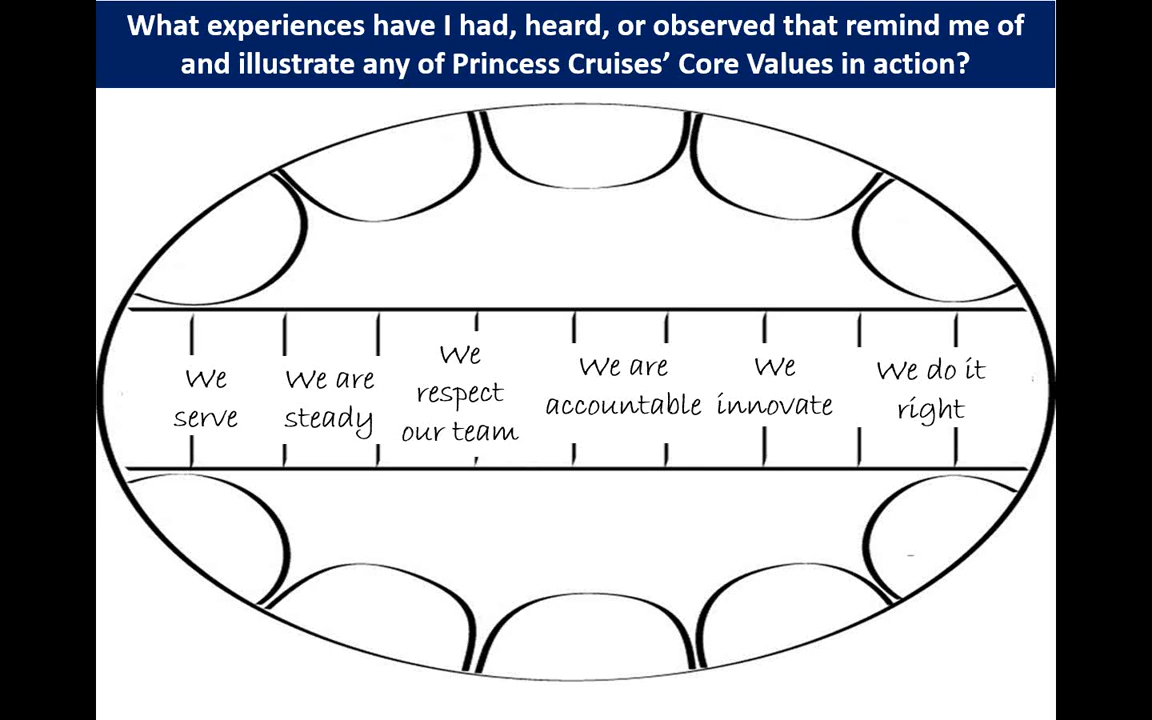 What experiences have I had, heard, or observed that remind me of
and illustrate any of Princess Cruises’ Core Values in action?
We
serve
We are
steady
We
respect
our team
We are
accountable
We
innovate
We do it
right